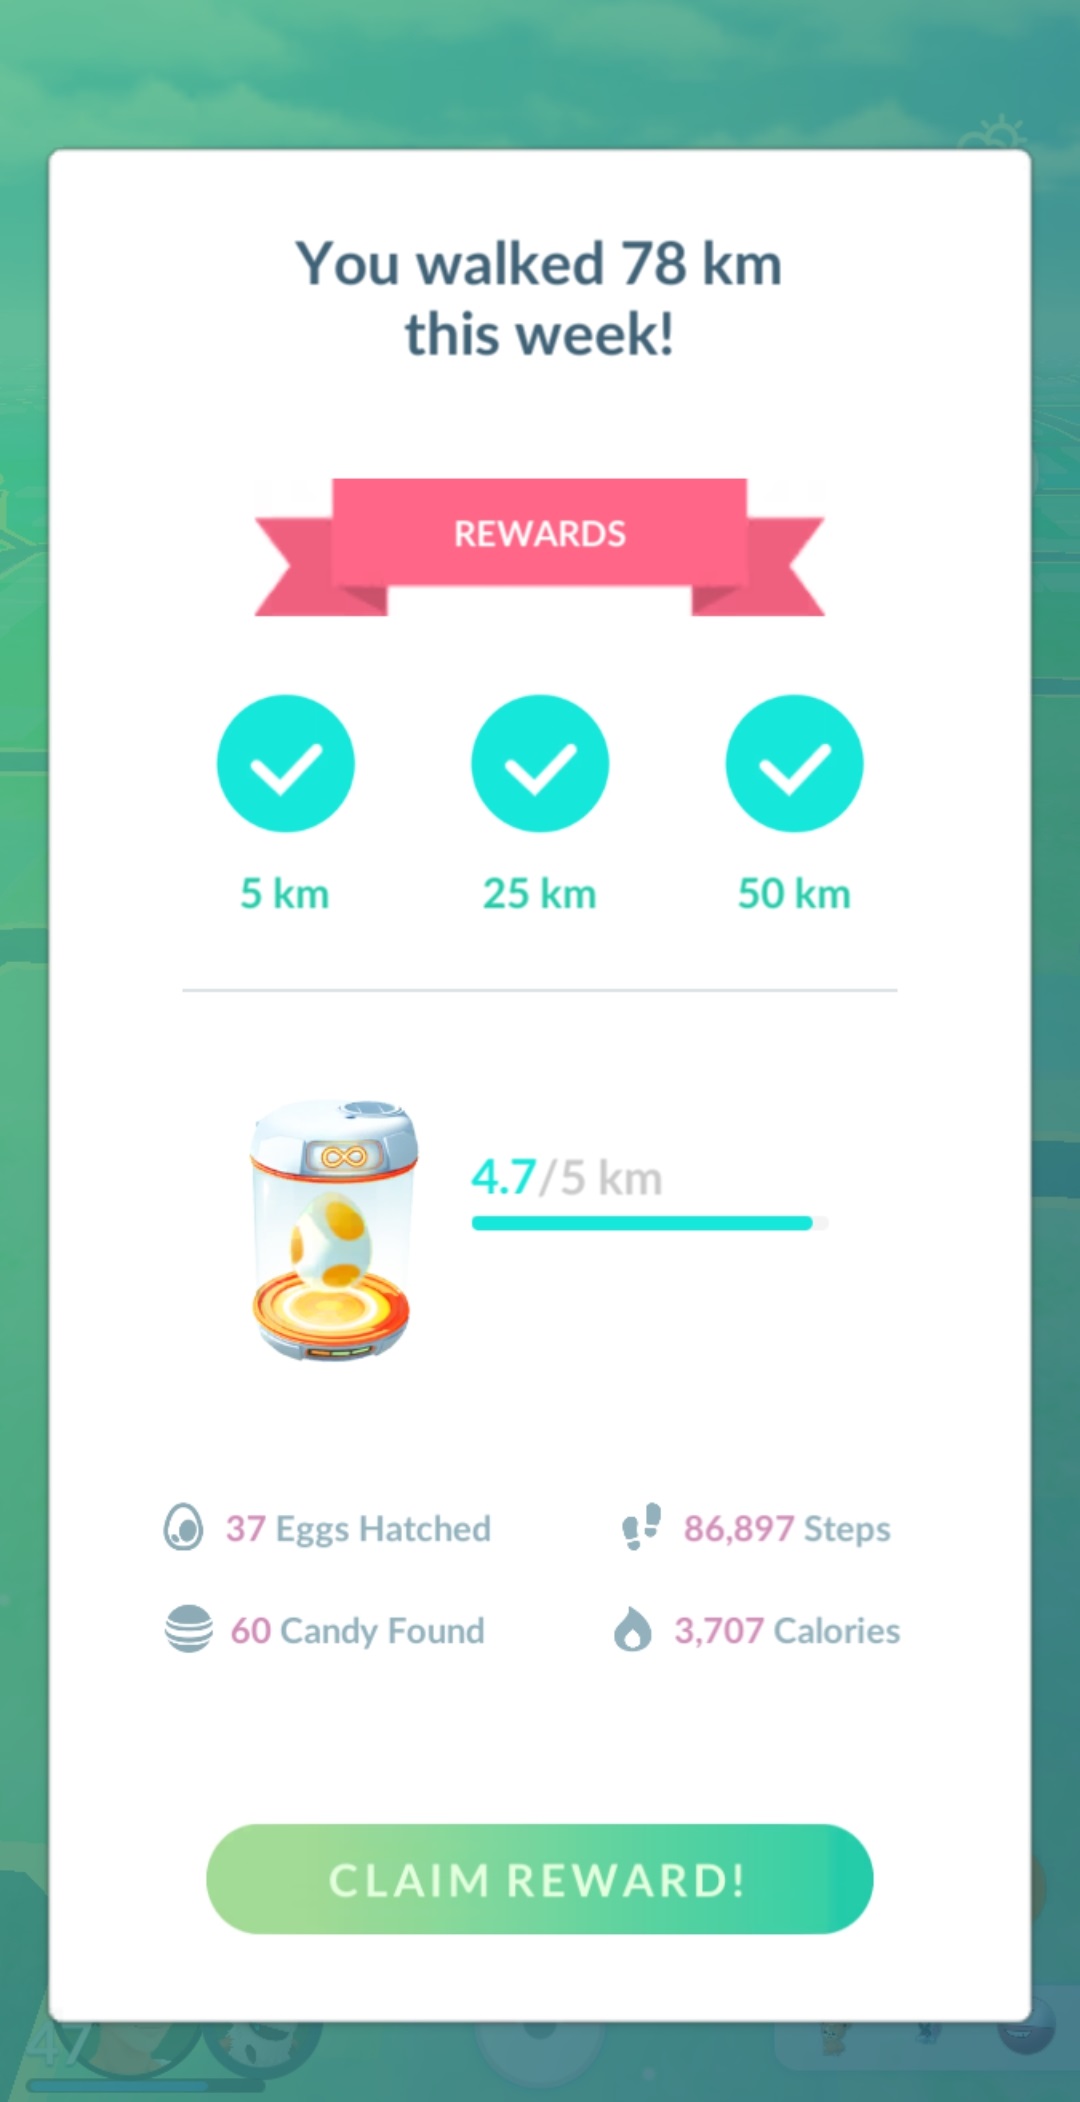 You walked 78 km
this week!
REWARDS
5 km 25 km 50 km
4.7/5 km
37 Eggs Hatched 86,897 Steps
60 Candy Found 3,707 Calories
CLAIM REWARD!
47